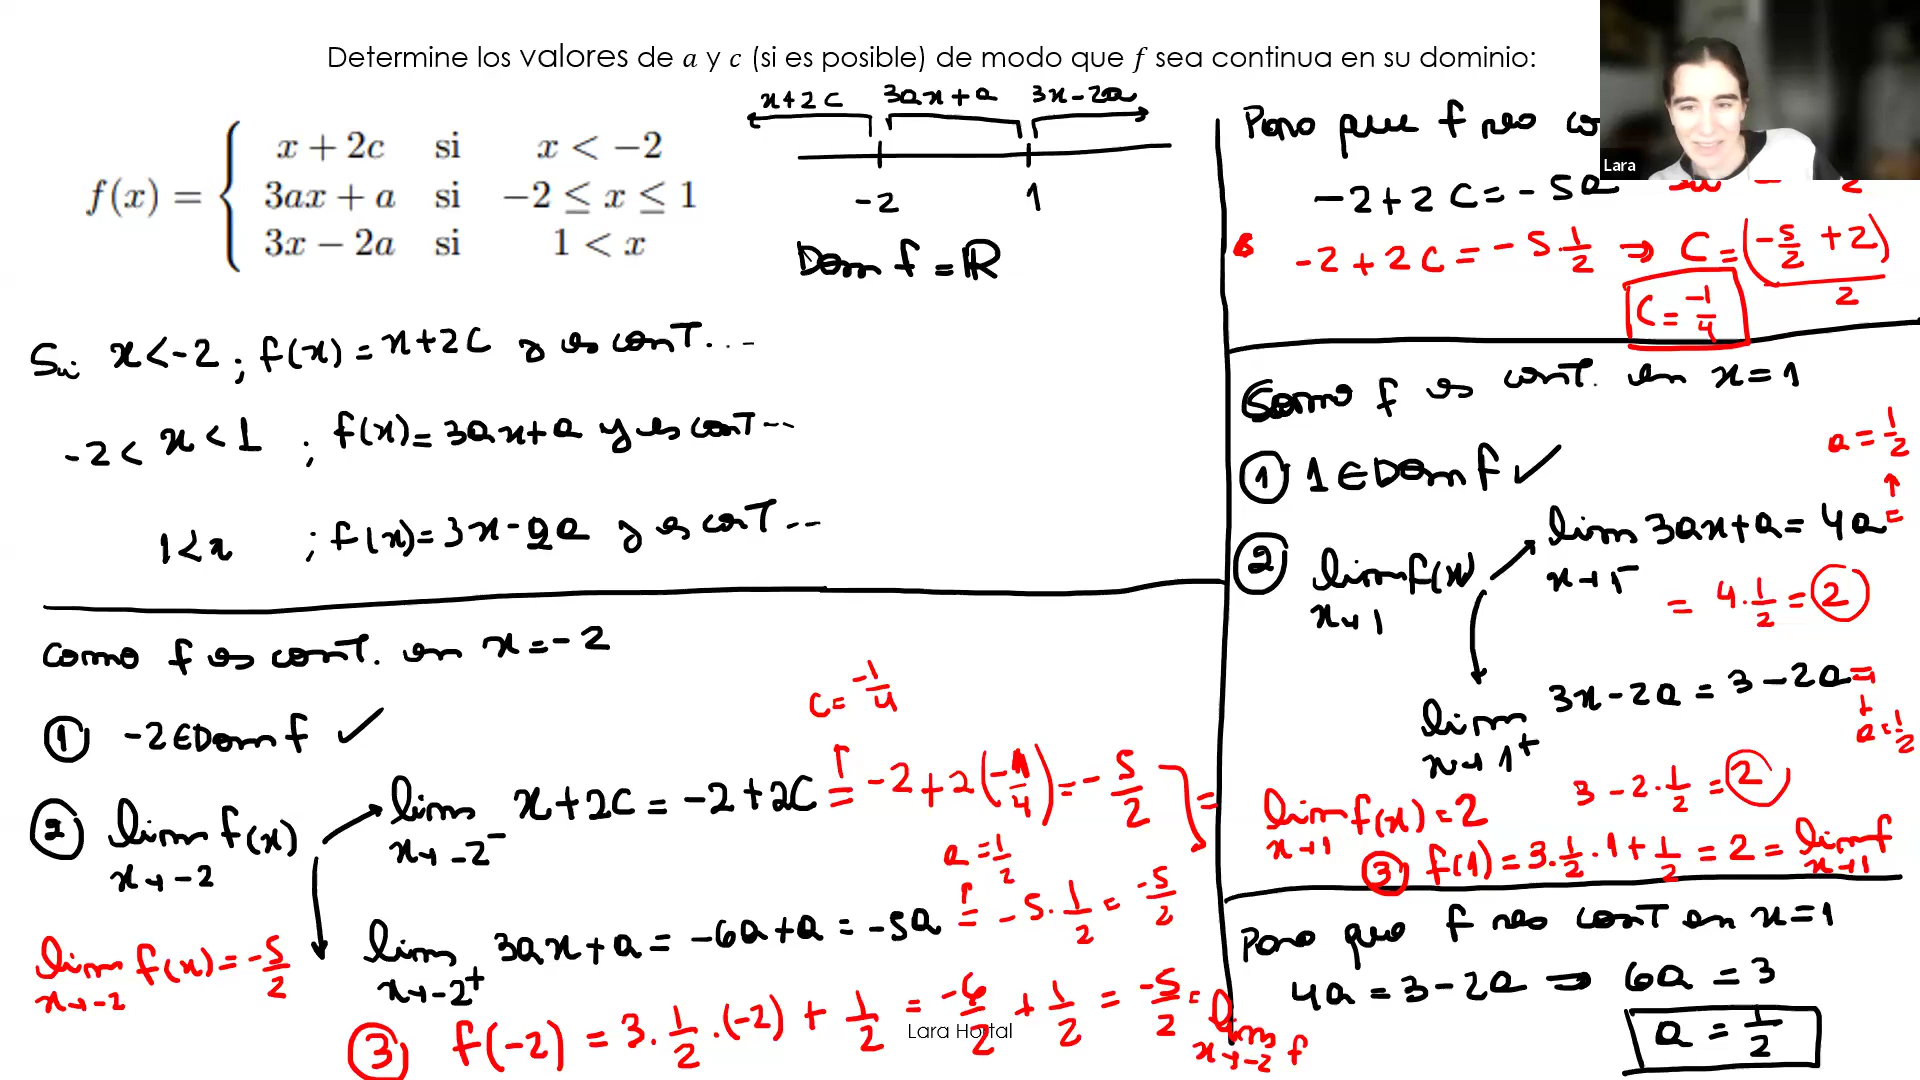 Determine los valores de a y c (si es posible) de modo que f sea continua en su dominio:
f(x) = { x + 2c si x < −2
3ax + a si −2 ≤ x ≤ 1
3x − 2a si 1 < x
x+2c 3ax+a 3x-2a
-2 1
Dom f = ℝ
Si x<-2 ; f(x) = x+2c y es cont...
-2< x < 1 ; f(x)= 3ax+a y es cont...
1<x ; f(x)= 3x-2a y es cont...
Como f es cont. en x=-2
① -2∈Dom f ✓
c= -1/4
② lim x→-2 f(x)
lim x→-2⁻ x+2c = -2+2c = -2+2(-1/4) = -5/2 =
a=1/2
lim x→-2⁺ 3ax+a = -6a+a = -5a = -5·1/2 = -5/2
lim x→-2 f(x) = -5/2
③ f(-2) = 3·1/2·(-2) + 1/2 = -6/2 + 1/2 = -5/2 = lim x→-2 f
Lara Hortal
Para que f sea co
-2+2c=-5a
-2+2c=-5·1/2 ⇒ c=(-5/2+2)/2
c= -1/4
Como f es cont. en x=1
① 1∈Dom f ✓
a=1/2
② lim x→1 f(x)
lim x→1⁻ 3ax+a = 4a =
= 4·1/2 = 2
lim x→1⁺ 3x-2a = 3-2a =
a=1/2
3-2·1/2 = 2
lim x→1 f(x) = 2
③ f(1) = 3·1/2·1+1/2 = 2 = lim x→1 f
Para que f sea cont en x=1
4a = 3-2a ⇒ 6a = 3
a = 1/2
Lara